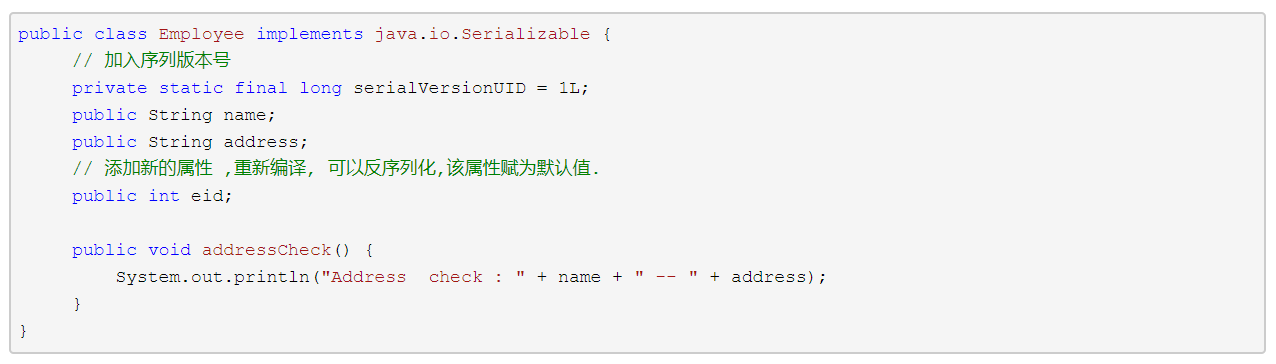 public class Employee implements java.io.Serializable {
     // 加入序列版本号
     private static final long serialVersionUID = 1L;
     public String name;
     public String address;
     // 添加新的属性 ,重新编译, 可以反序列化,该属性赋为默认值.
     public int eid;

     public void addressCheck() {
         System.out.println("Address  check : " + name + " -- " + address);
     }
}